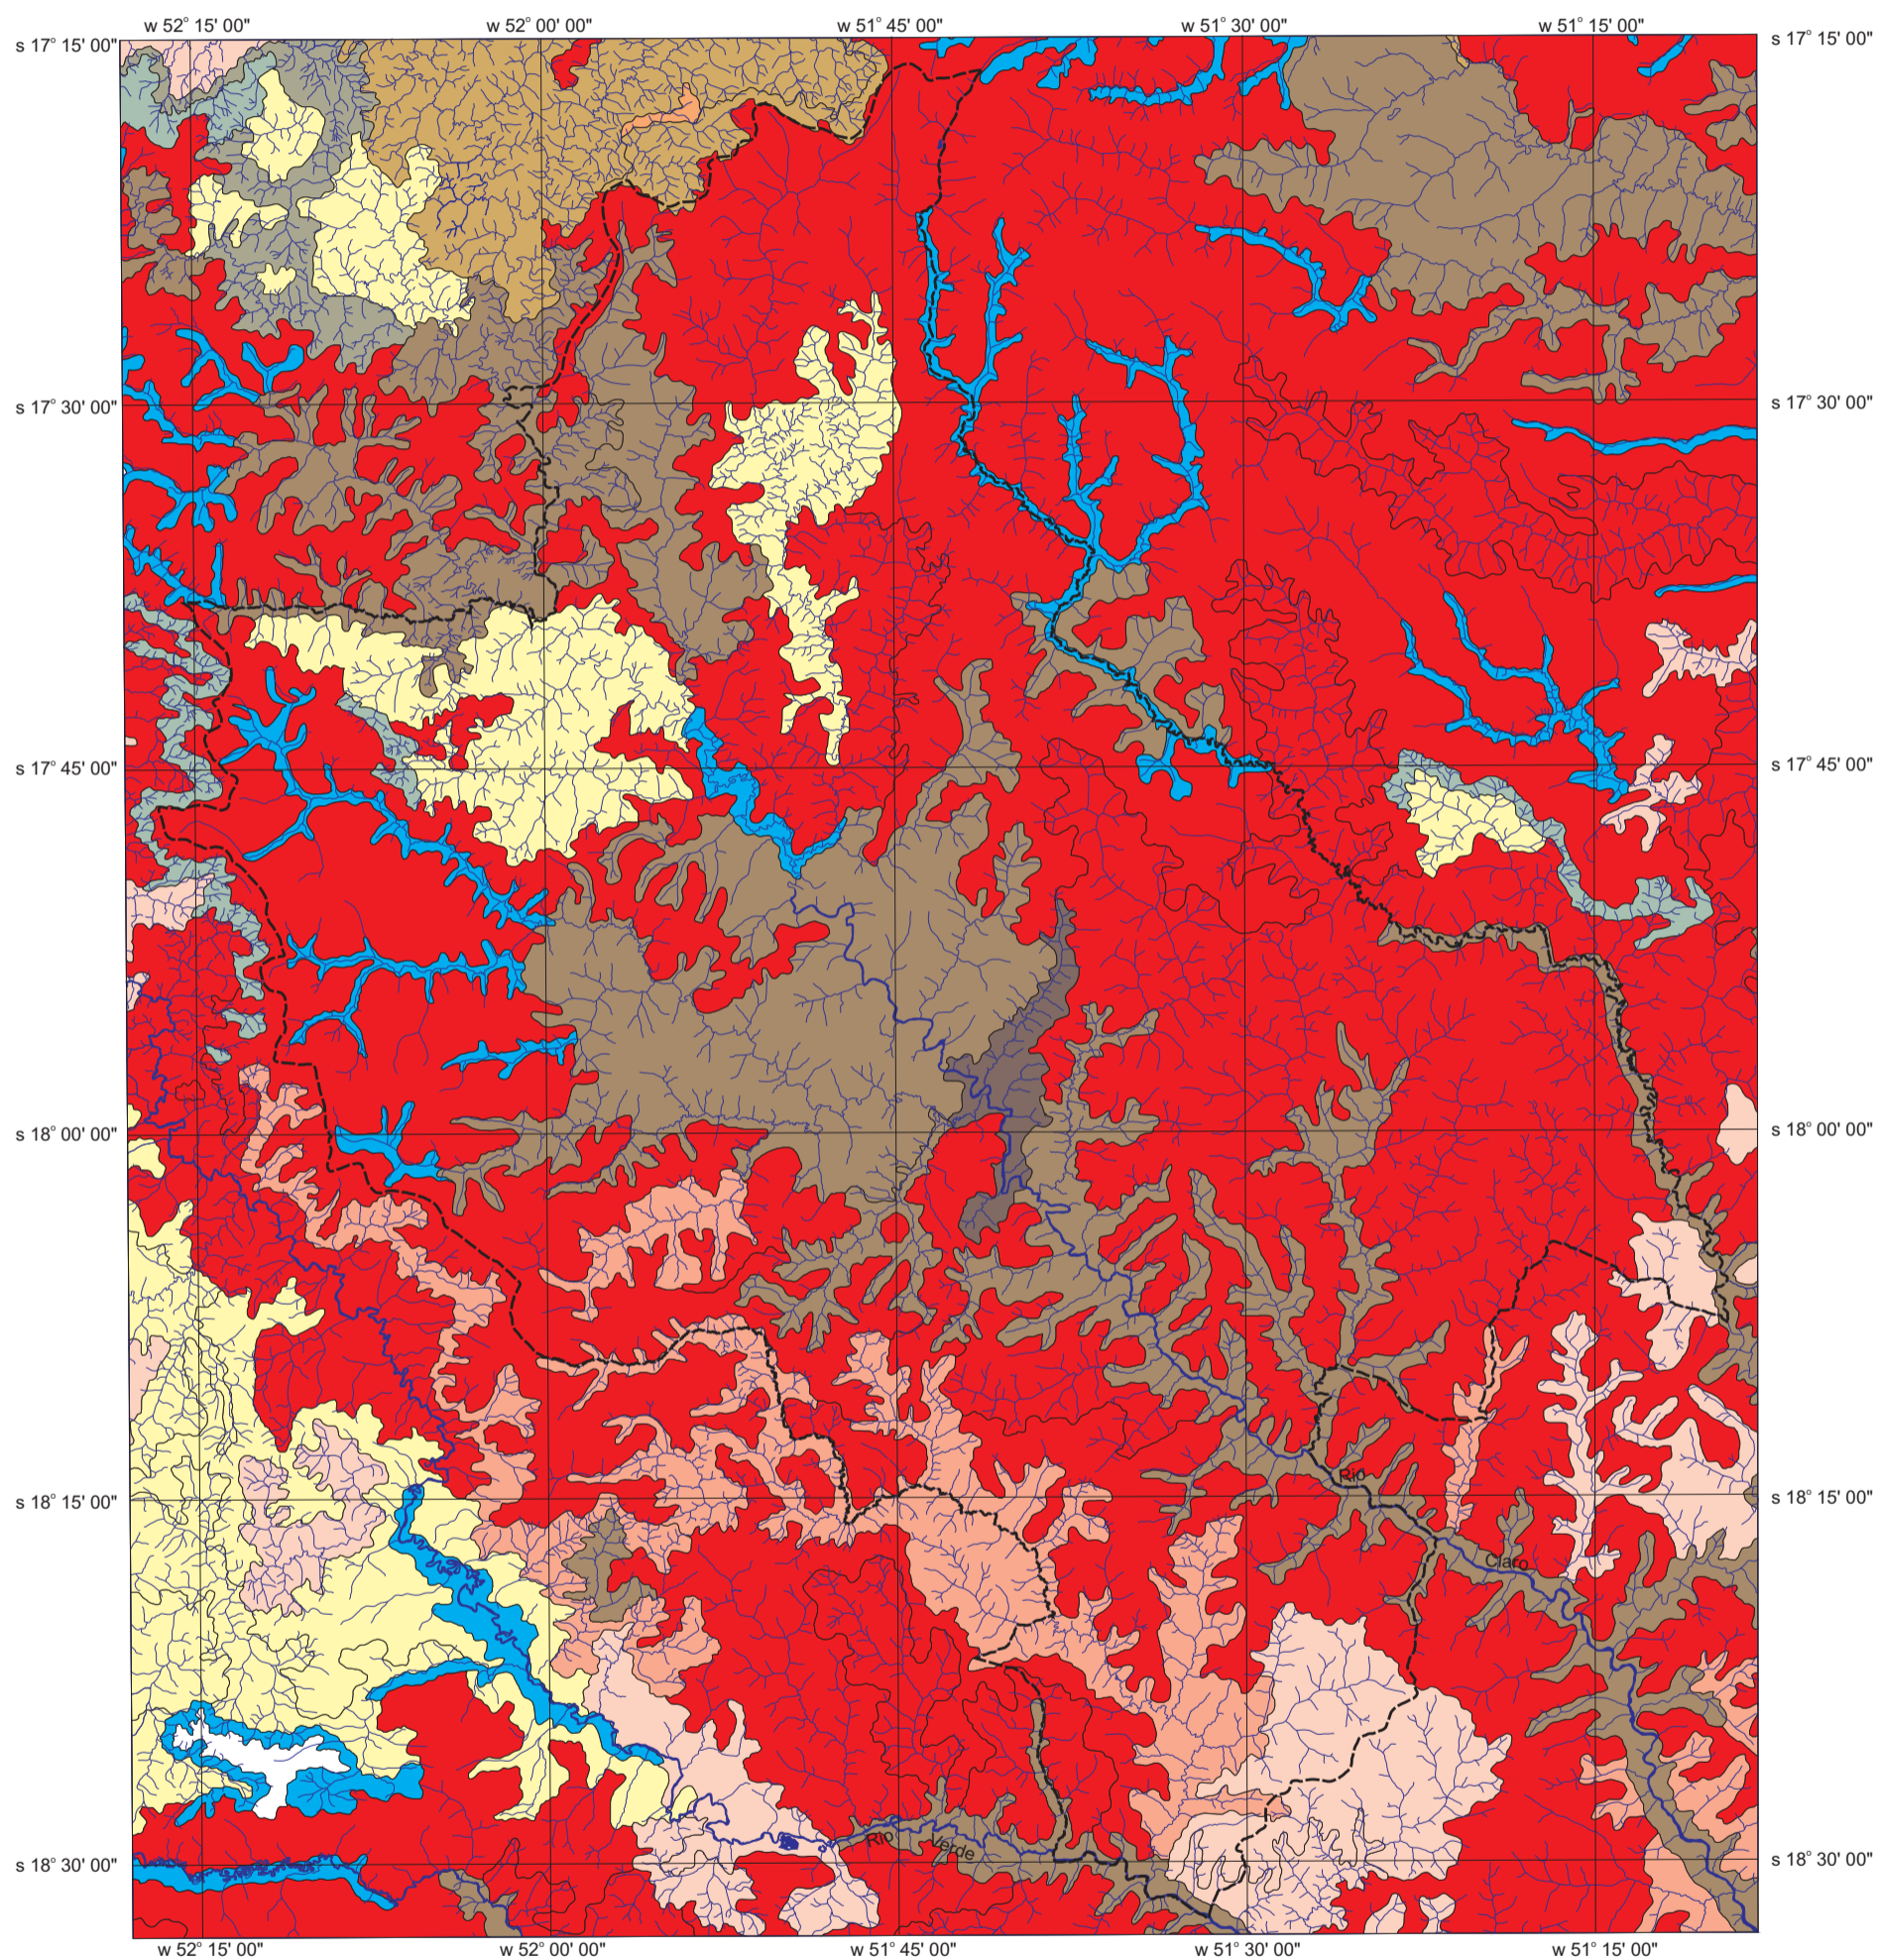 w 52° 15' 00" w 52° 00' 00" w 51° 45' 00" w 51° 30' 00" w 51° 15' 00"
s 17° 15' 00" s 17° 15' 00"
s 17° 30' 00" s 17° 30' 00"
s 17° 45' 00" s 17° 45' 00"
s 18° 00' 00" s 18° 00' 00"
Rio
s 18° 15' 00" s 18° 15' 00"
Claro
Rio Verde
s 18° 30' 00" s 18° 30' 00"
w 52° 15' 00" w 52° 00' 00" w 51° 45' 00" w 51° 30' 00" w 51° 15' 00"